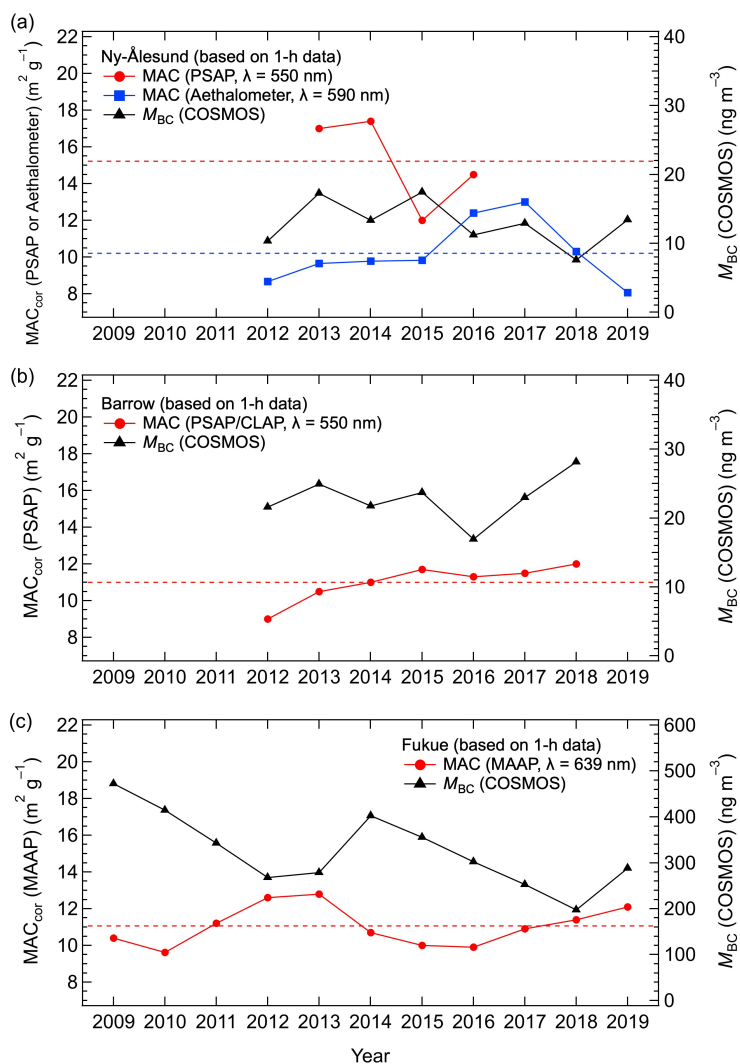 (a)
22
20
18
16
14
12
10
8
MAC_cor (PSAP or Aethalometer) (m² g⁻¹)
Ny-Ålesund (based on 1-h data)
MAC (PSAP, λ = 550 nm)
MAC (Aethalometer, λ = 590 nm)
M_BC (COSMOS)
40
30
20
10
0
M_BC (COSMOS) (ng m⁻³)
2009 2010 2011 2012 2013 2014 2015 2016 2017 2018 2019
(b)
22
20
18
16
14
12
10
8
MAC_cor (PSAP) (m² g⁻¹)
Barrow (based on 1-h data)
MAC (PSAP/CLAP, λ = 550 nm)
M_BC (COSMOS)
40
30
20
10
0
M_BC (COSMOS) (ng m⁻³)
2009 2010 2011 2012 2013 2014 2015 2016 2017 2018 2019
(c)
22
20
18
16
14
12
10
8
MAC_cor (MAAP) (m² g⁻¹)
Fukue (based on 1-h data)
MAC (MAAP, λ = 639 nm)
M_BC (COSMOS)
600
500
400
300
200
100
0
M_BC (COSMOS) (ng m⁻³)
2009 2010 2011 2012 2013 2014 2015 2016 2017 2018 2019
Year